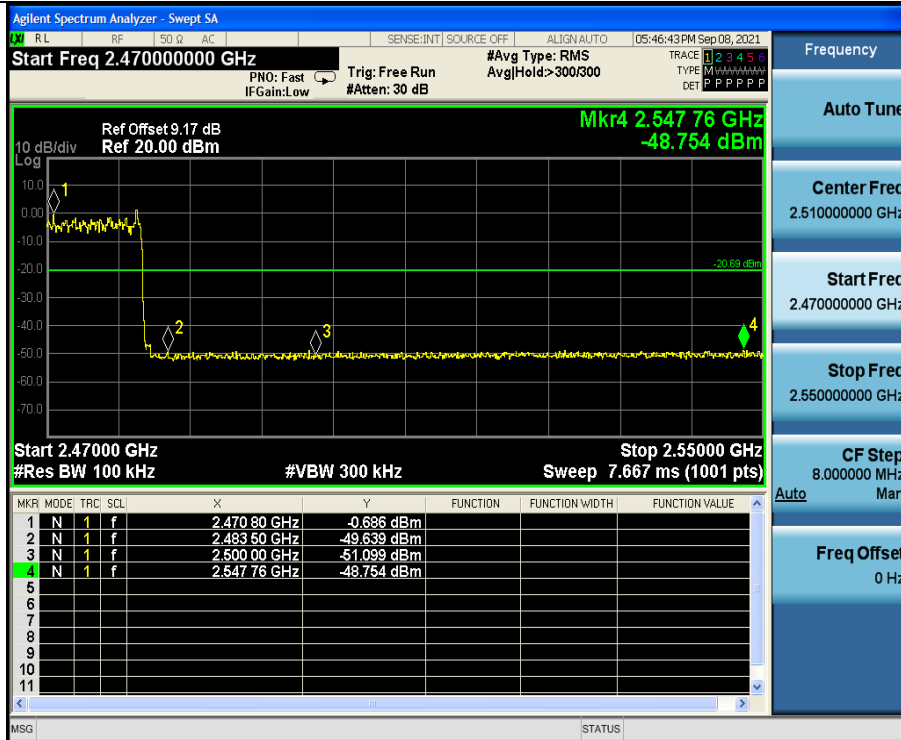 Agilent Spectrum Analyzer - Swept SA
LXI RL RF 50 Ω AC SENSE:INT SOURCE OFF ALIGN AUTO 05:46:43 PM Sep 08, 2021
Start Freq 2.470000000 GHz
#Avg Type: RMS
Avg|Hold:>300/300
PNO: Fast
IFGain:Low
Trig: Free Run
#Atten: 30 dB
TRACE 1 2 3 4 5 6
TYPE M WWWWW
DET P P P P P P
Frequency
Auto Tune
Center Freq
2.510000000 GHz
Start Freq
2.470000000 GHz
Stop Freq
2.550000000 GHz
CF Step
8.000000 MHz
Auto Man
Freq Offset
0 Hz
Mkr4 2.547 76 GHz
-48.754 dBm
Ref Offset 9.17 dB
10 dB/div Ref 20.00 dBm
Log
10.0
0.00
-10.0
-20.0
-30.0
-40.0
-50.0
-60.0
-70.0
1
2
3
4
-20.69 dBm
Start 2.47000 GHz Stop 2.55000 GHz
#Res BW 100 kHz #VBW 300 kHz Sweep 7.667 ms (1001 pts)
MKR MODE TRC SCL X Y FUNCTION FUNCTION WIDTH FUNCTION VALUE
1 N 1 f 2.470 80 GHz -0.686 dBm
2 N 1 f 2.483 50 GHz -49.639 dBm
3 N 1 f 2.500 00 GHz -51.099 dBm
4 N 1 f 2.547 76 GHz -48.754 dBm
5
6
7
8
9
10
11
MSG STATUS